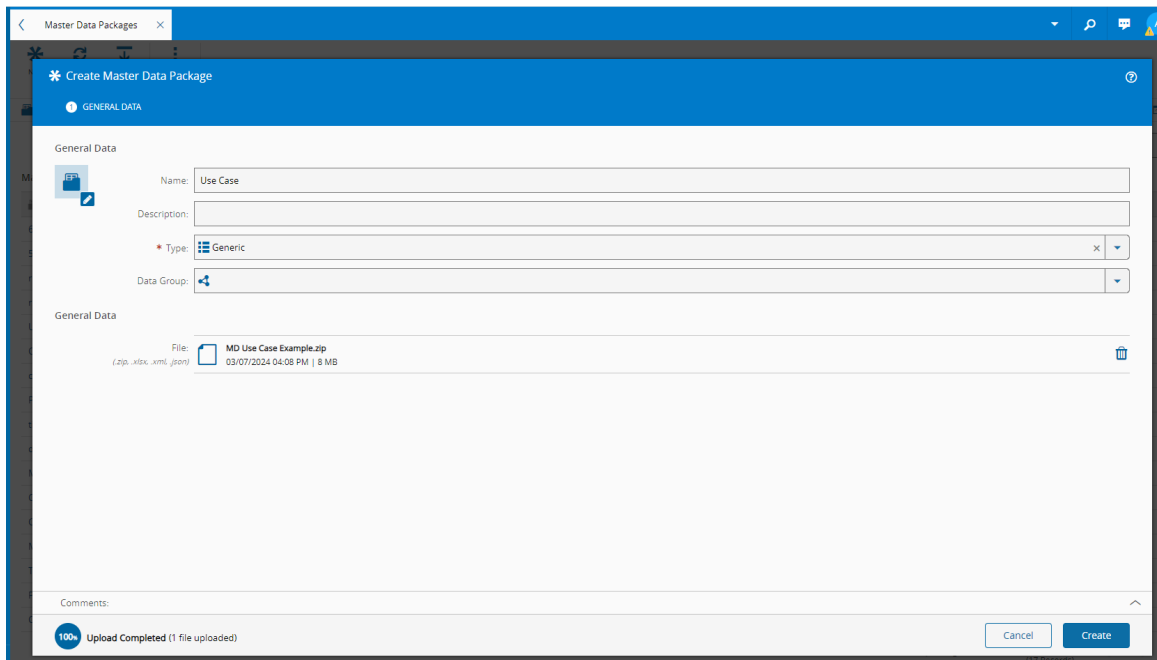 Master Data Packages
Create Master Data Package
1 GENERAL DATA
General Data
Name: Use Case
Description:
* Type: Generic
Data Group:
General Data
File:
(.zip, .xlsx, .xml, .json)
MD Use Case Example.zip
03/07/2024 04:08 PM | 8 MB
Comments:
100% Upload Completed (1 file uploaded)
Cancel
Create